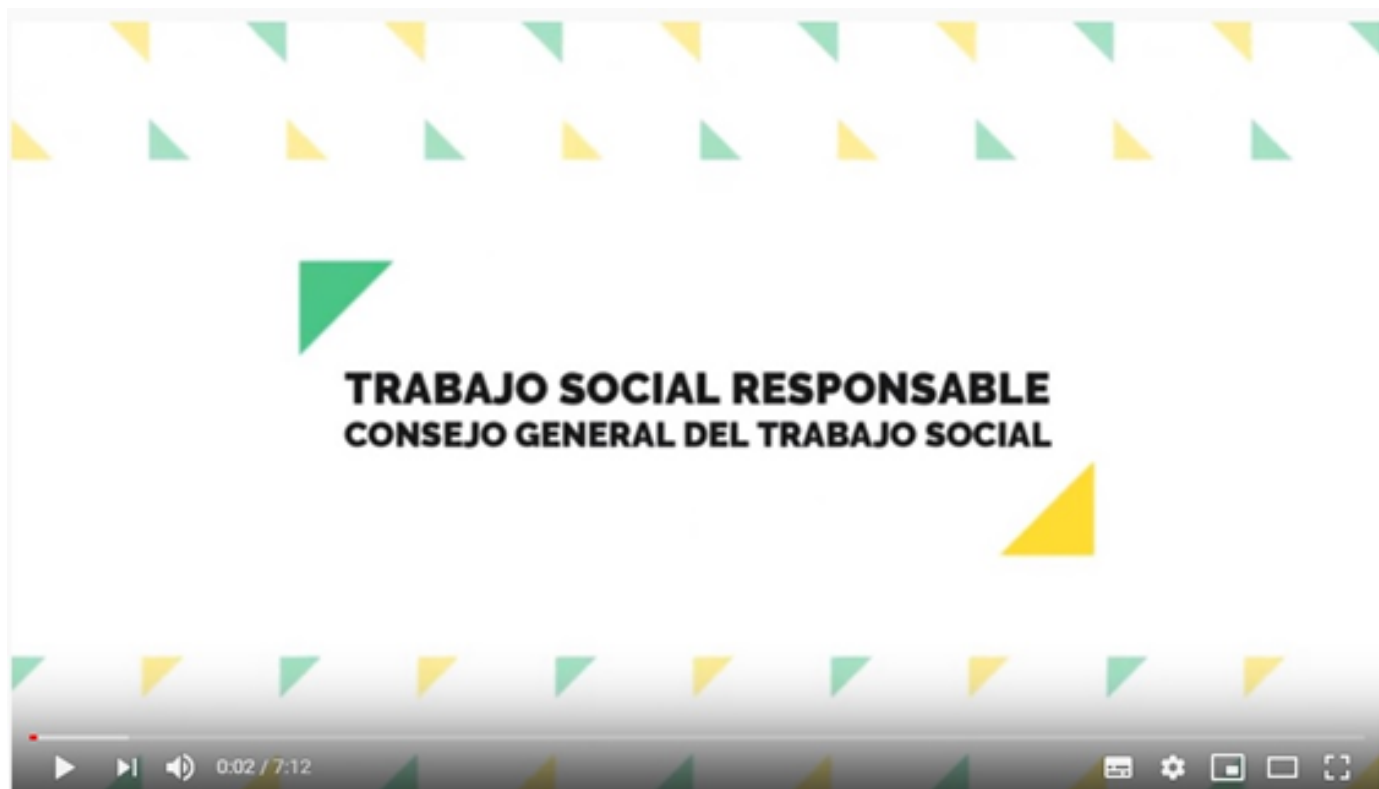 TRABAJO SOCIAL RESPONSABLE
CONSEJO GENERAL DEL TRABAJO SOCIAL
0:02 / 7:12